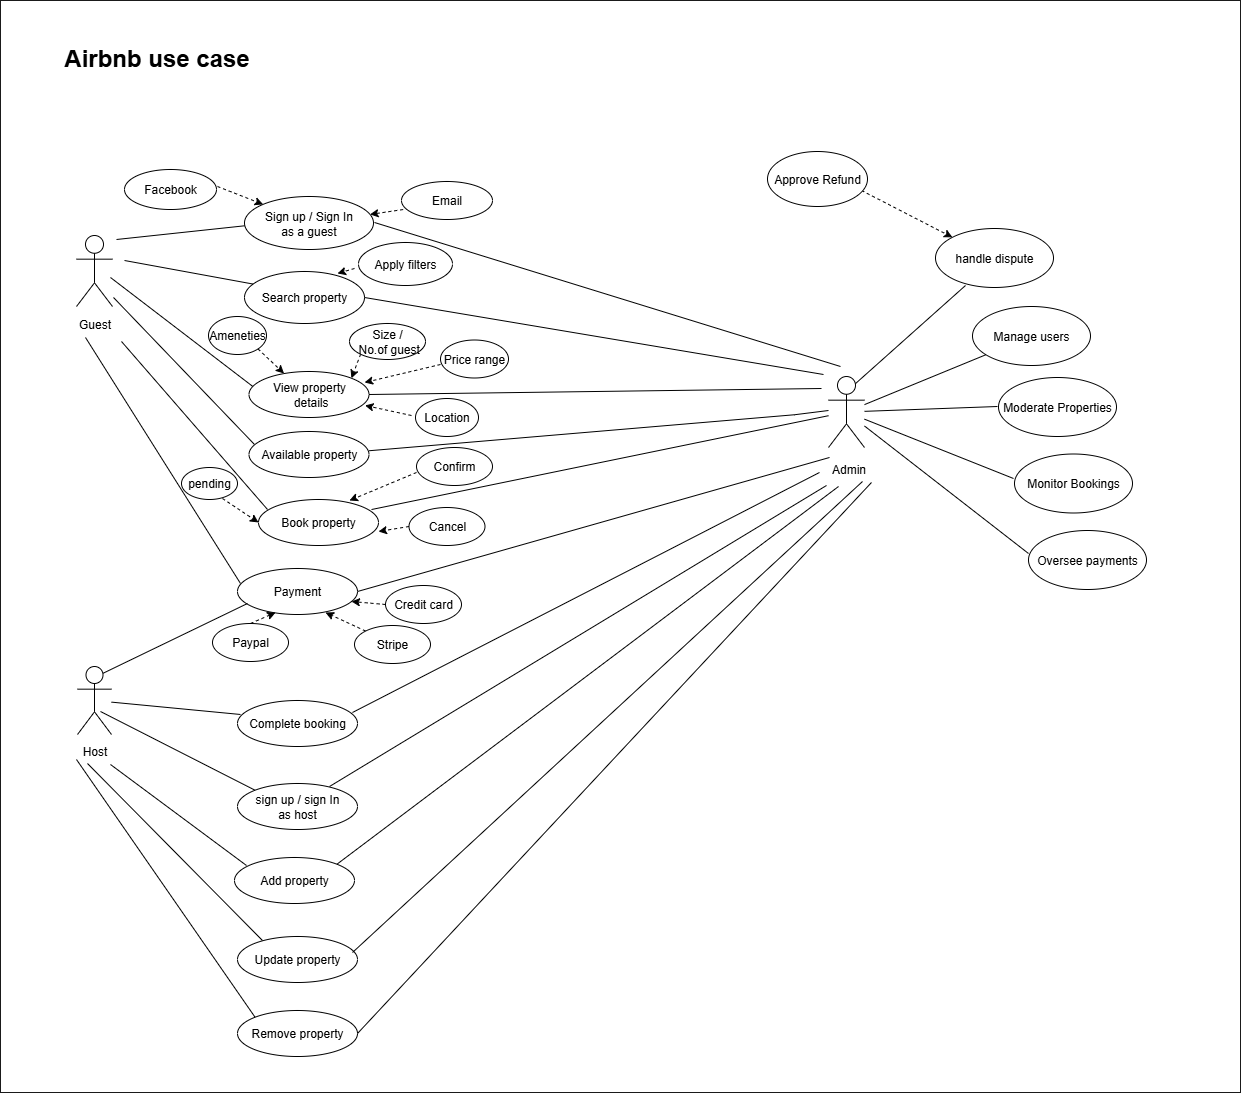 Airbnb use case
Facebook
Sign up / Sign In
as a guest
Email
Approve Refund
handle dispute
Apply filters
Search property
Guest
Ameneties
Size /
No.of guest
Price range
Manage users
View property
details
Location
Moderate Properties
Available property
Confirm
Admin
pending
Monitor Bookings
Book property
Cancel
Oversee payments
Payment
Credit card
Paypal
Stripe
Complete booking
Host
sign up / sign In
as host
Add property
Update property
Remove property